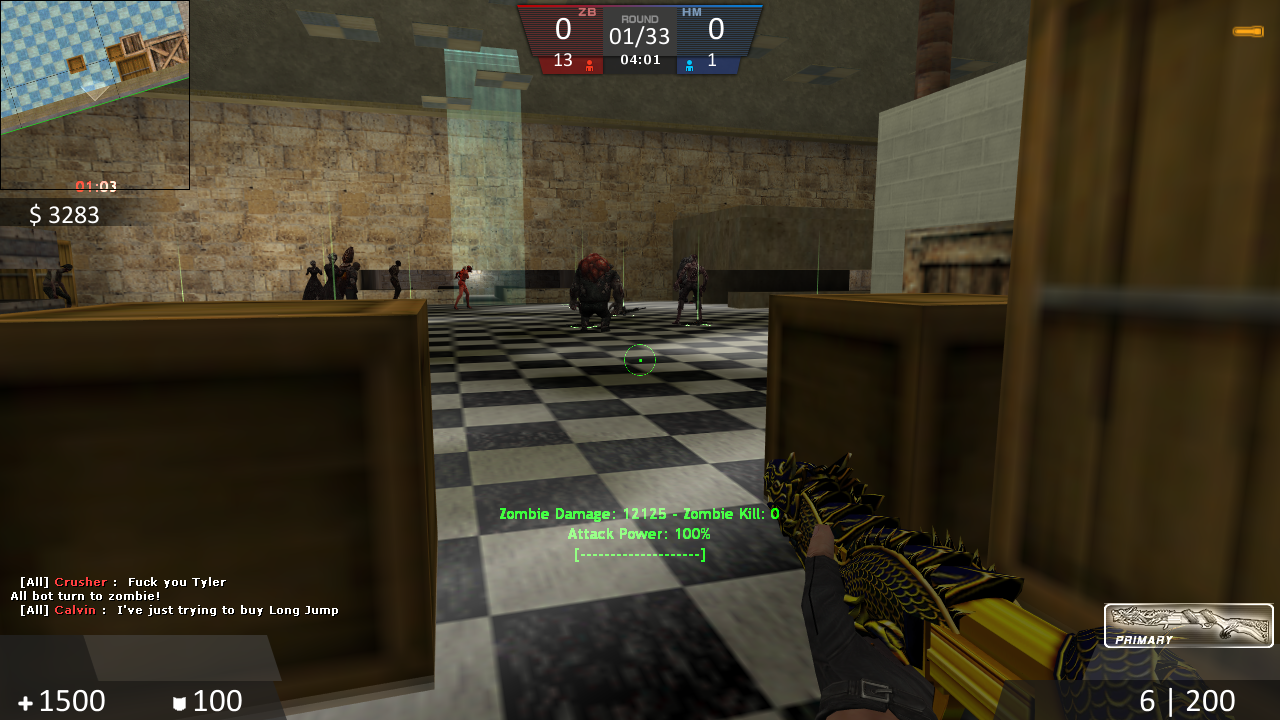 ZB ROUND HM
0 01/33 0
13 04:01 1
01:03
$ 3283
Zombie Damage: 12125 - Zombie Kill: 0
Attack Power: 100%
[--------------------]
[All] Crusher : Fuck you Tyler
All bot turn to zombie!
[All] Calvin : I've just trying to buy Long Jump
PRIMARY
1500 100 6 | 200